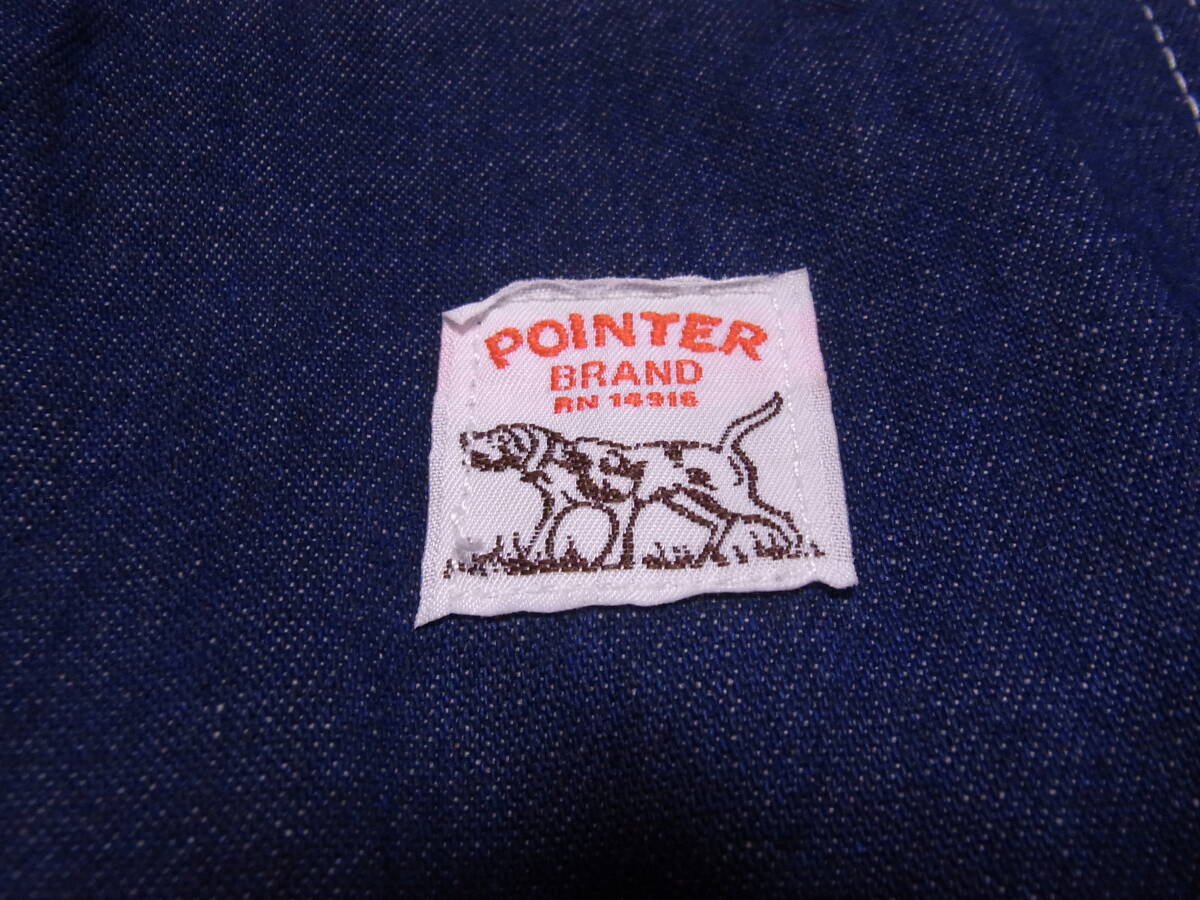 POINTER
BRAND
RN 14916